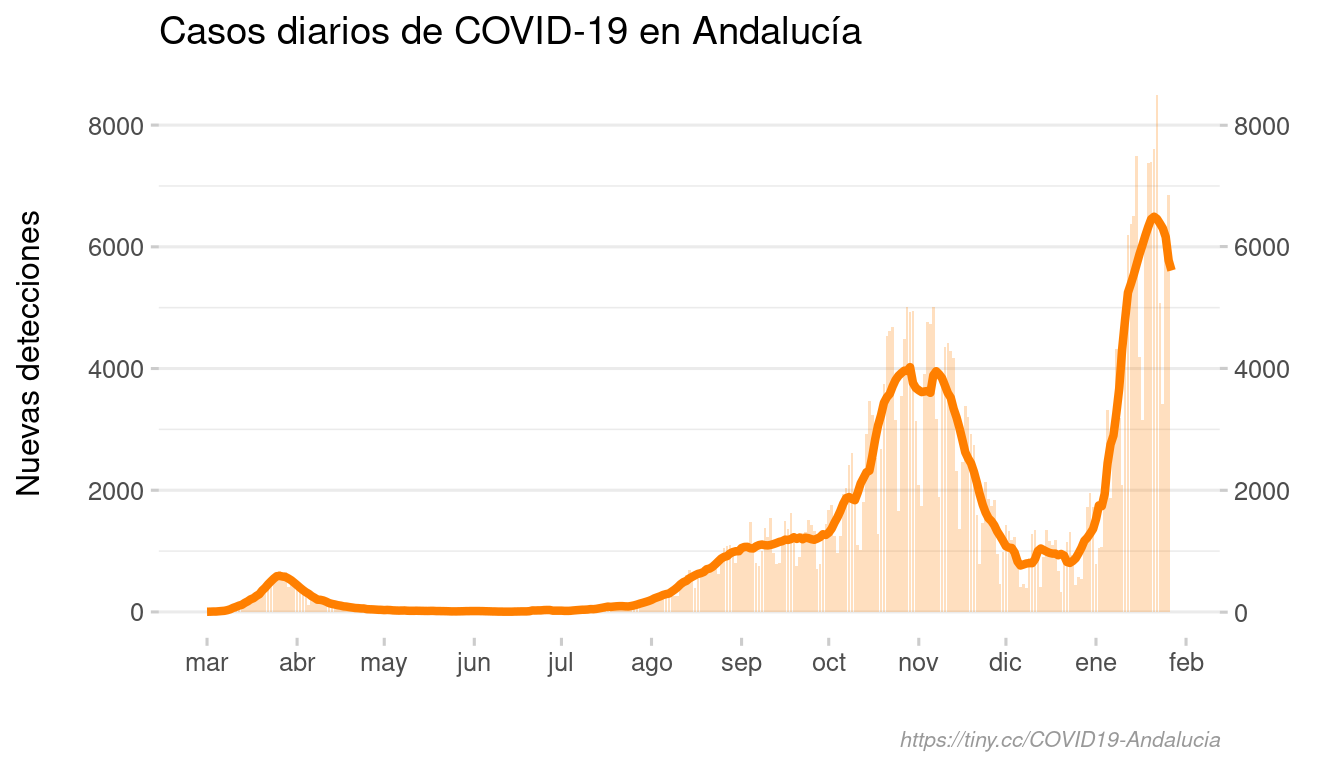 Casos diarios de COVID-19 en Andalucía
Nuevas detecciones
8000
6000
4000
2000
0
8000
6000
4000
2000
0
mar abr may jun jul ago sep oct nov dic ene feb
https://tiny.cc/COVID19-Andalucia